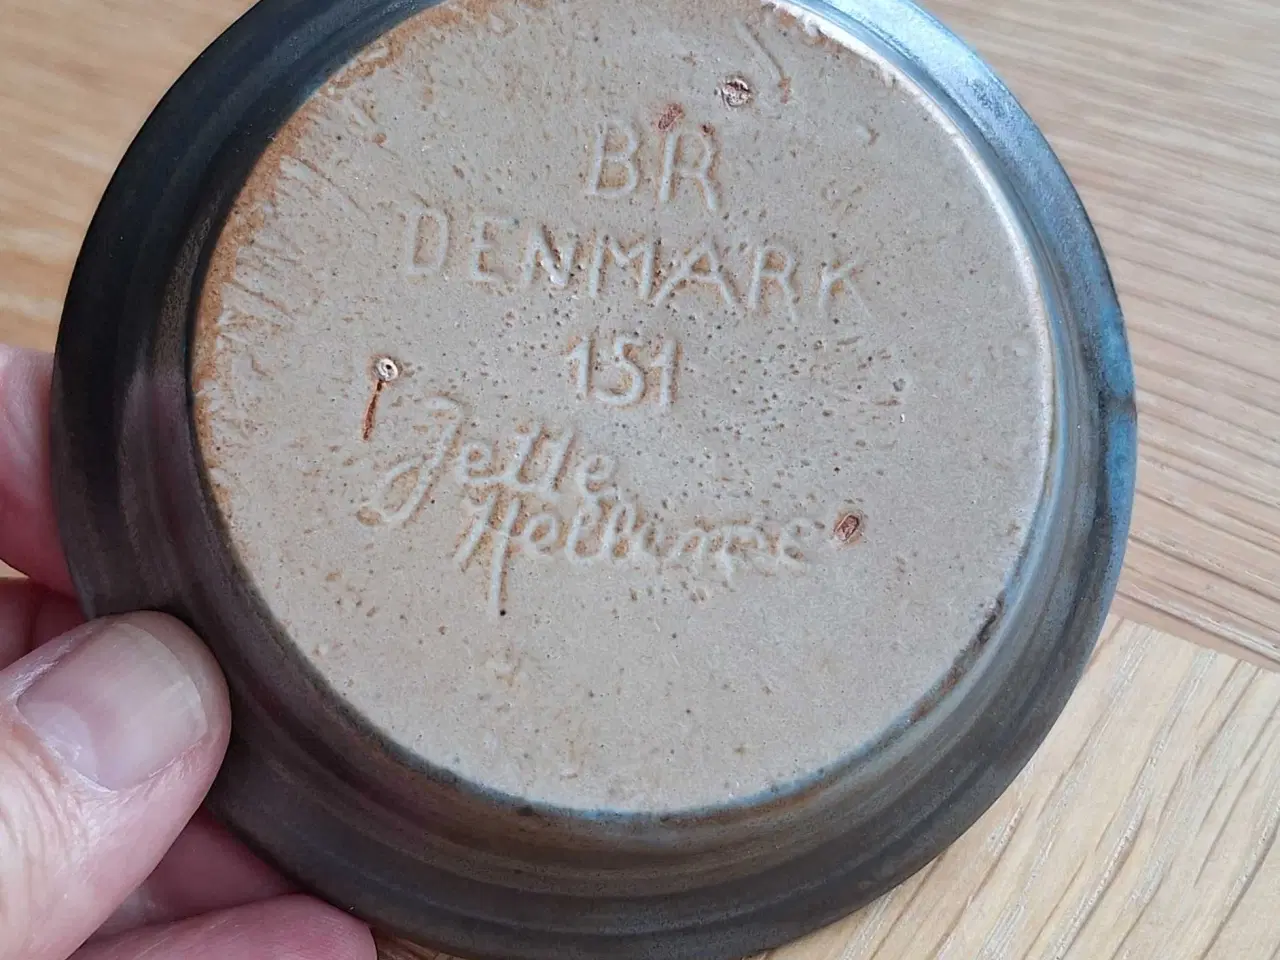 BR
DENMARK
151
Jette
Hellerøe